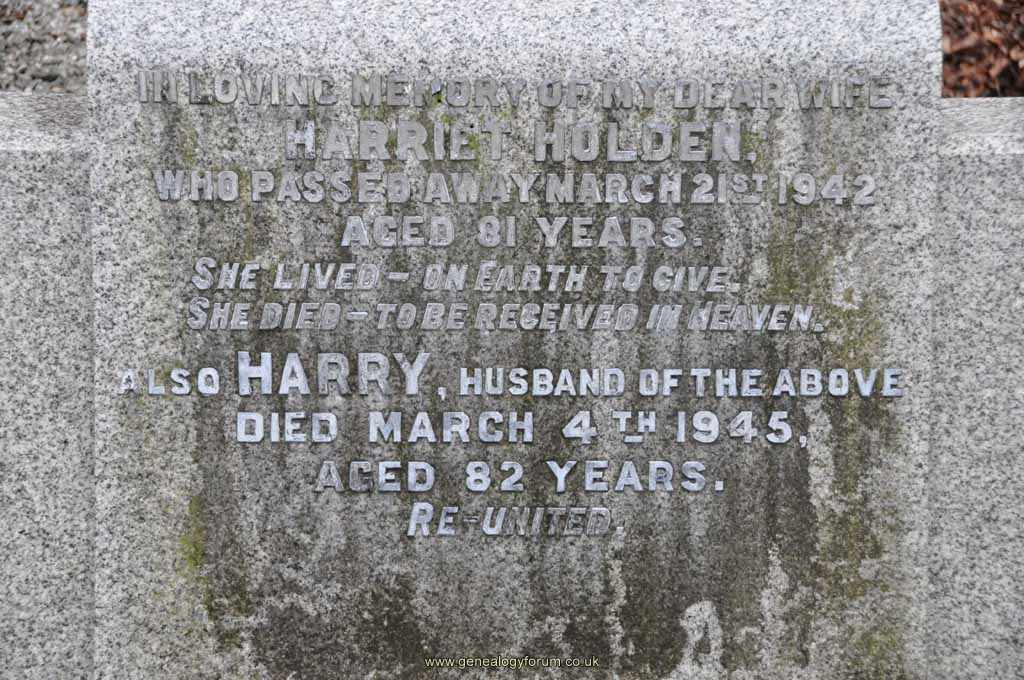 IN LOVING MEMORY OF MY DEAR WIFE
HARRIET HOLDEN,
WHO PASSED AWAY MARCH 21ST 1942
AGED 81 YEARS.
SHE LIVED - ON EARTH TO GIVE.
SHE DIED - TO BE RECEIVED IN HEAVEN.
ALSO HARRY, HUSBAND OF THE ABOVE
DIED MARCH 4TH 1945,
AGED 82 YEARS.
RE-UNITED.
www.genealogyforum.co.uk